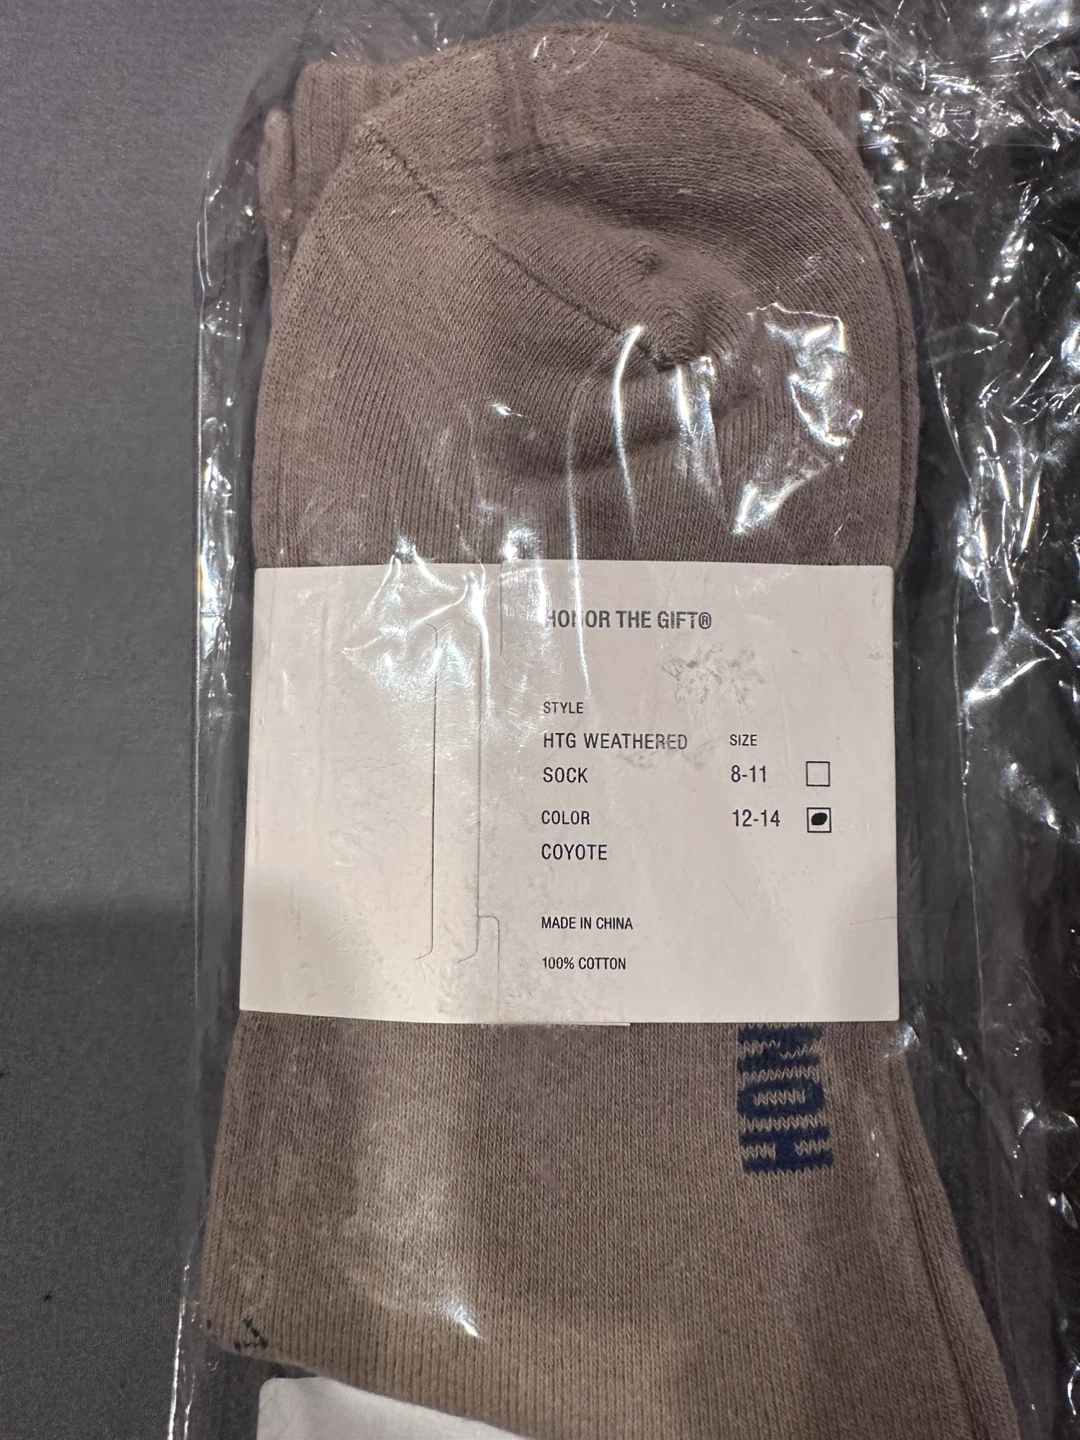 HONOR THE GIFT®
STYLE
HTG WEATHERED
SOCK
COLOR
COYOTE
SIZE
8-11
12-14
MADE IN CHINA
100% COTTON